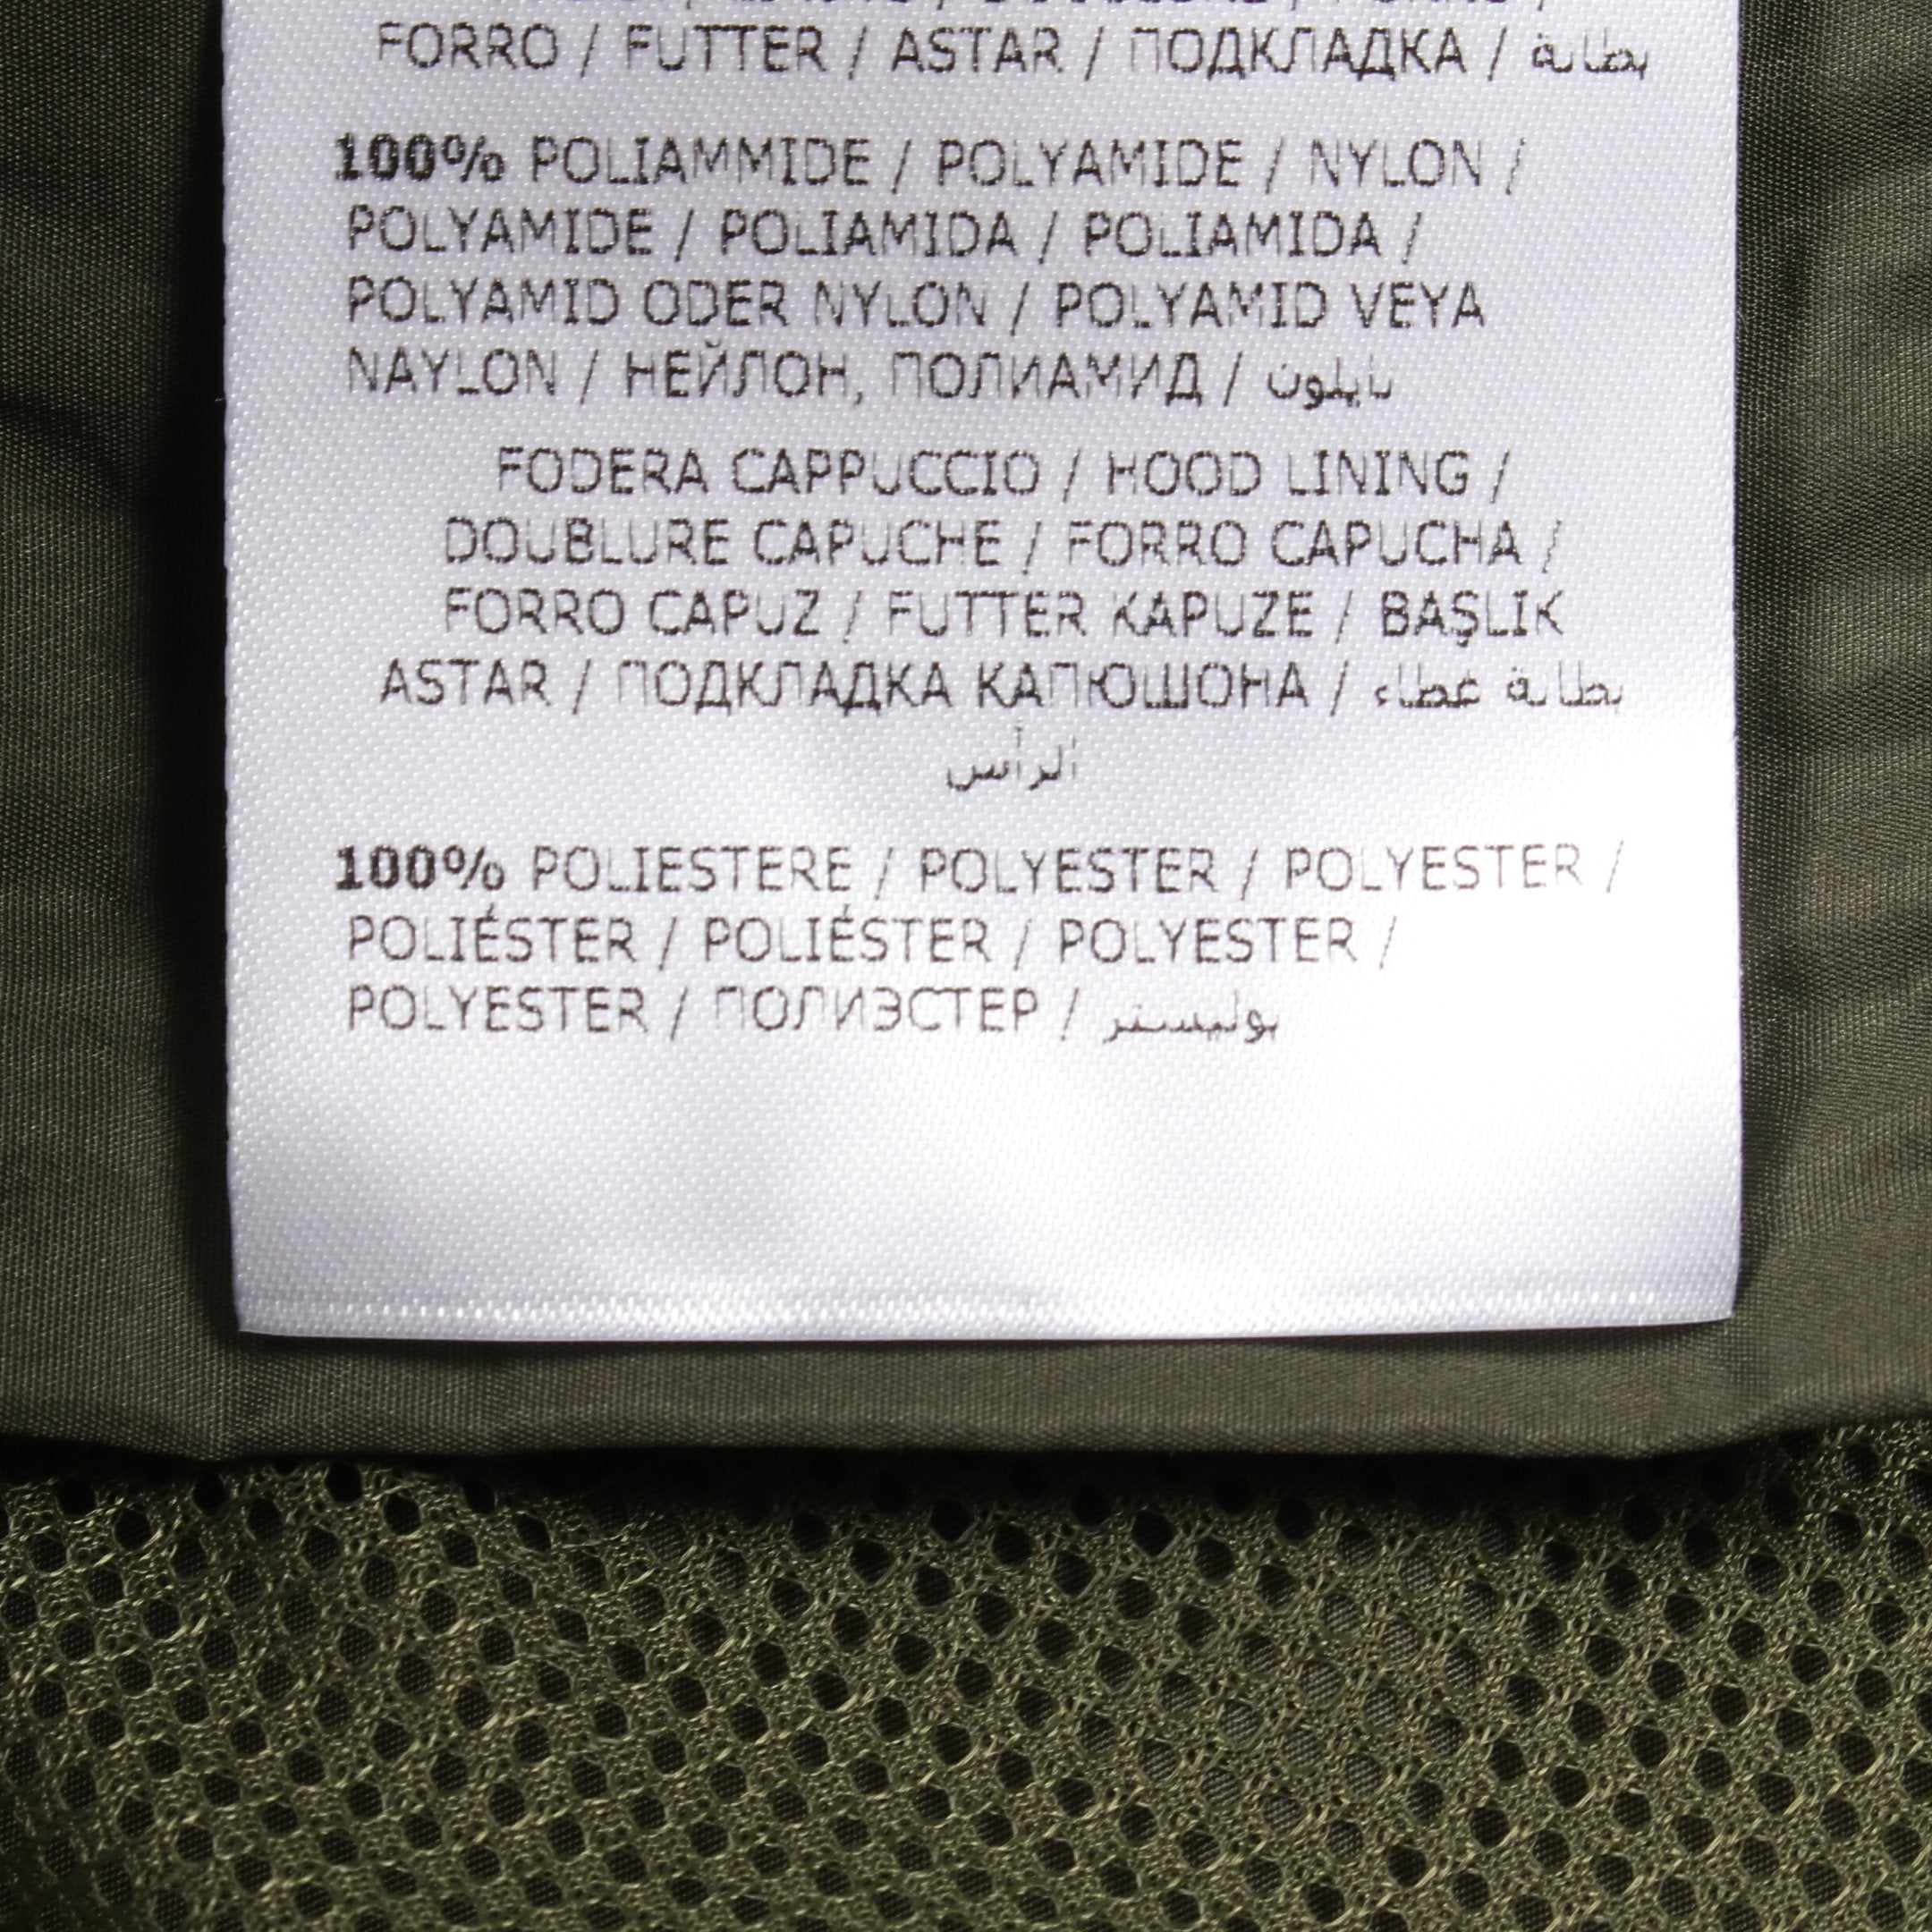 FORRO / FUTTER / ASTAR / ПОДКЛАДКА / بطانة
100% POLIAMMIDE / POLYAMIDE / NYLON /
POLYAMIDE / POLIAMIDA / POLIAMIDA /
POLYAMID ODER NYLON / POLYAMID VEYA
NAYLON / НЕЙЛОН, ПОЛИАМИД / نايلون
FODERA CAPPUCCIO / HOOD LINING /
DOUBLURE CAPUCHE / FORRO CAPUCHA /
FORRO CAPUZ / FUTTER KAPUZE / BAŞLIK
ASTAR / ПОДКЛАДКА КАПЮШОНА / بطانة غطاء
الرأس
100% POLIESTERE / POLYESTER / POLYESTER /
POLIÉSTER / POLIÉSTER / POLYESTER /
POLYESTER / ПОЛИЭСТЕР / بوليستر